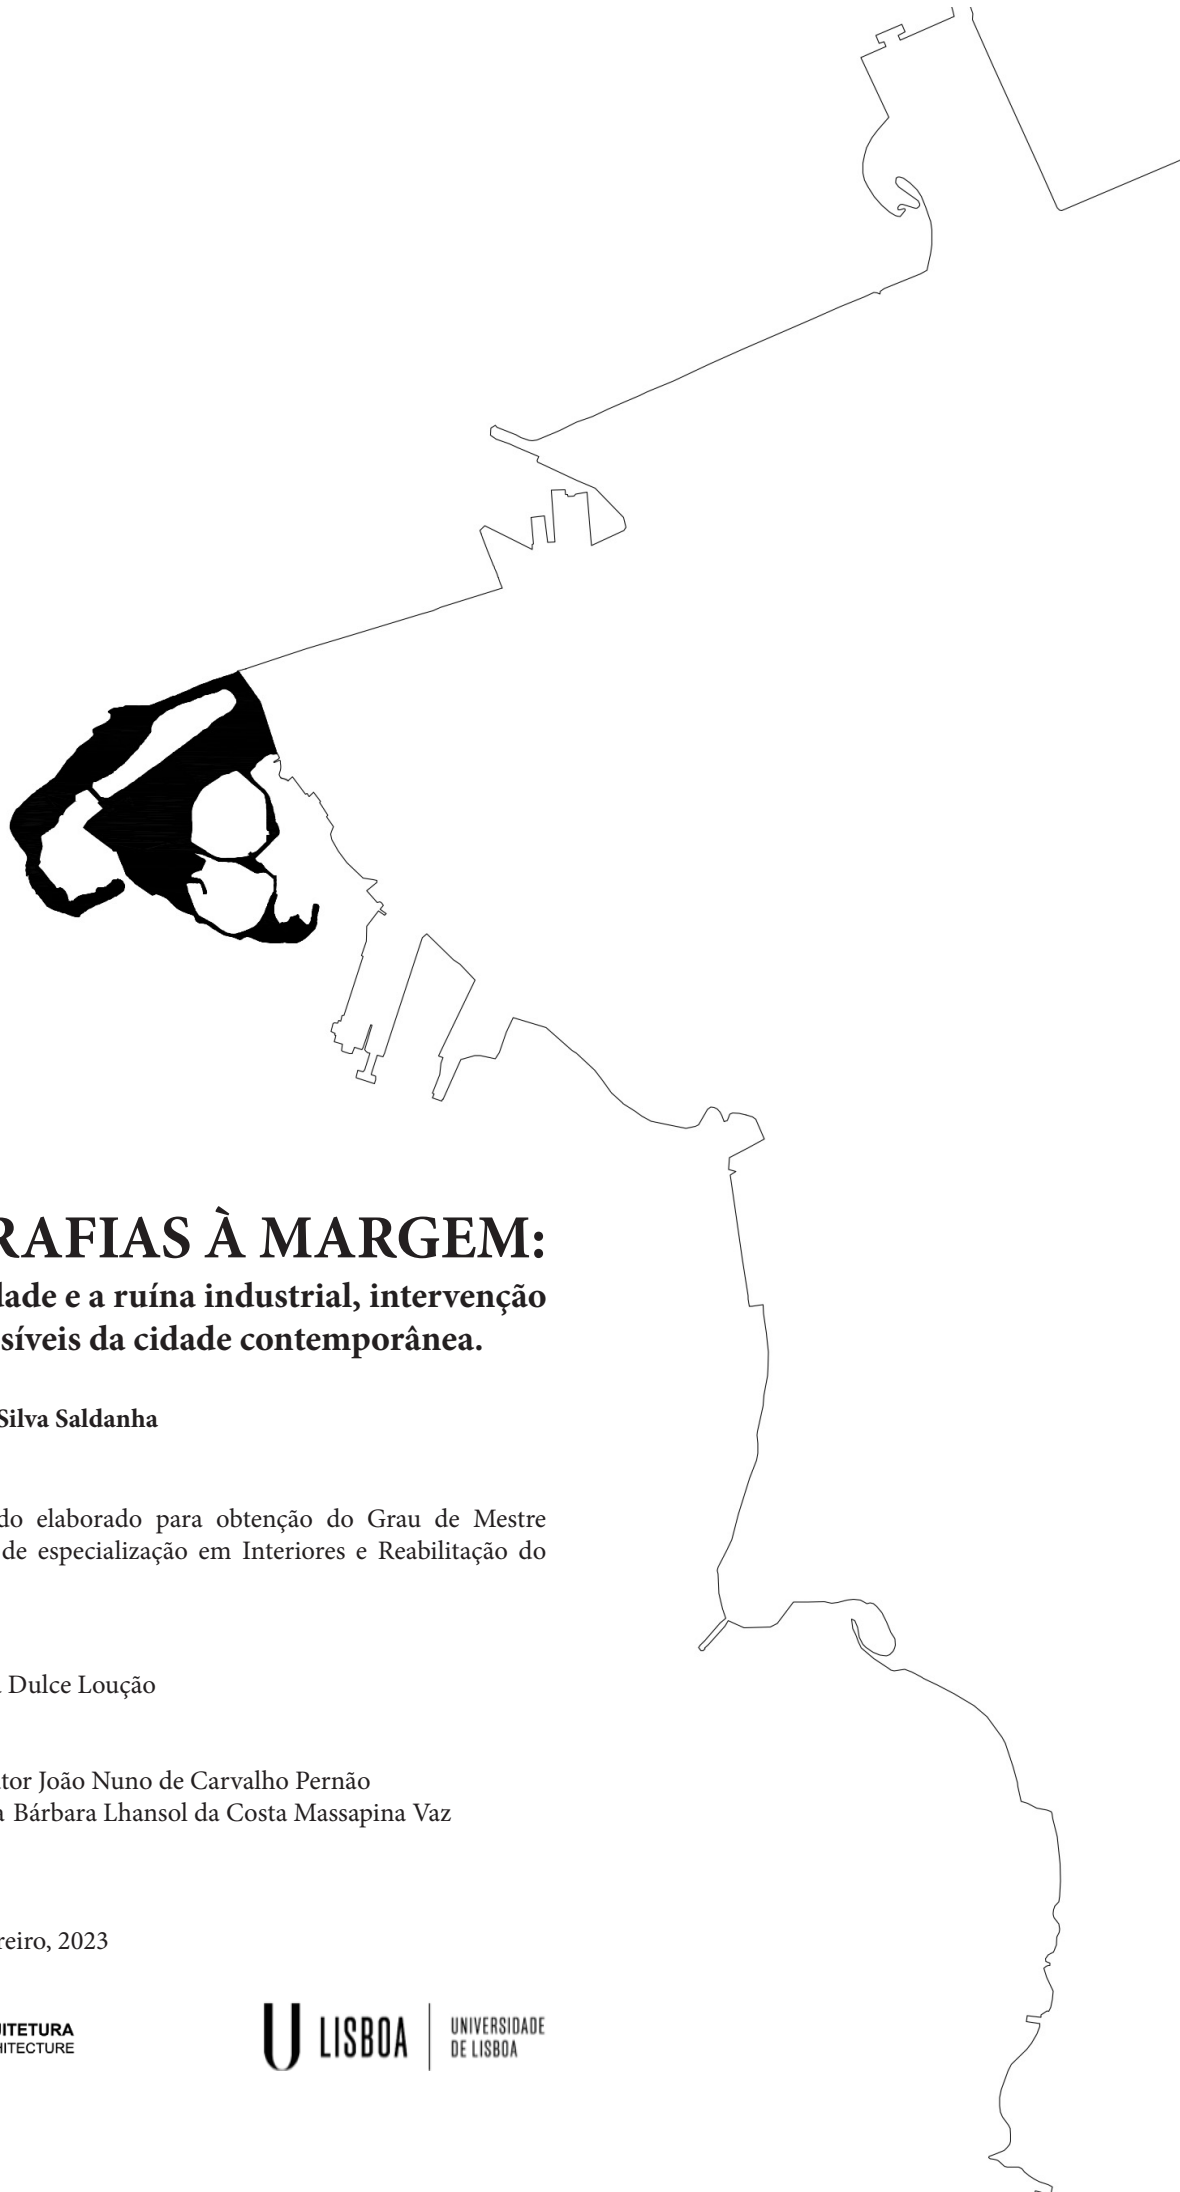 RAFIAS À MARGEM:
dade e a ruína industrial, intervenção
síveis da cidade contemporânea.
Silva Saldanha
do elaborado para obtenção do Grau de Mestre
de especialização em Interiores e Reabilitação do
Dulce Loução
tor João Nuno de Carvalho Pernão
a Bárbara Lhansol da Costa Massapina Vaz
reiro, 2023
ITETURA
HITECTURE
U LISBOA
UNIVERSIDADE
DE LISBOA